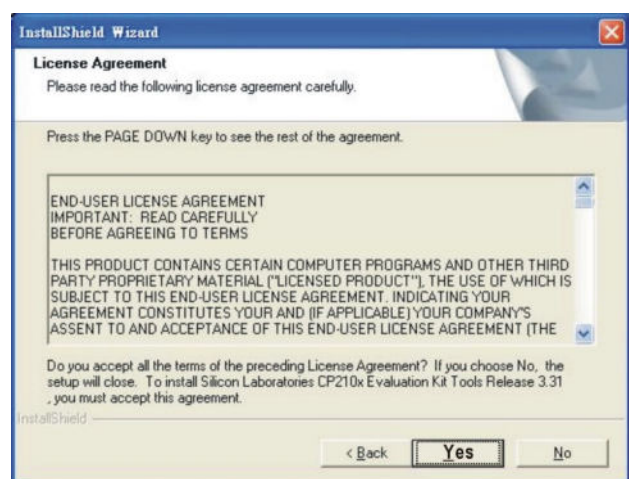 InstallShield Wizard
License Agreement
Please read the following license agreement carefully.
Press the PAGE DOWN key to see the rest of the agreement.
END-USER LICENSE AGREEMENT
IMPORTANT: READ CAREFULLY
BEFORE AGREEING TO TERMS
THIS PRODUCT CONTAINS CERTAIN COMPUTER PROGRAMS AND OTHER THIRD
PARTY PROPRIETARY MATERIAL ("LICENSED PRODUCT"), THE USE OF WHICH IS
SUBJECT TO THIS END-USER LICENSE AGREEMENT. INDICATING YOUR
AGREEMENT CONSTITUTES YOUR AND (IF APPLICABLE) YOUR COMPANY'S
ASSENT TO AND ACCEPTANCE OF THIS END-USER LICENSE AGREEMENT (THE
Do you accept all the terms of the preceding License Agreement? If you choose No, the
setup will close. To install Silicon Laboratories CP210x Evaluation Kit Tools Release 3.31
, you must accept this agreement.
InstallShield
< Back Yes No